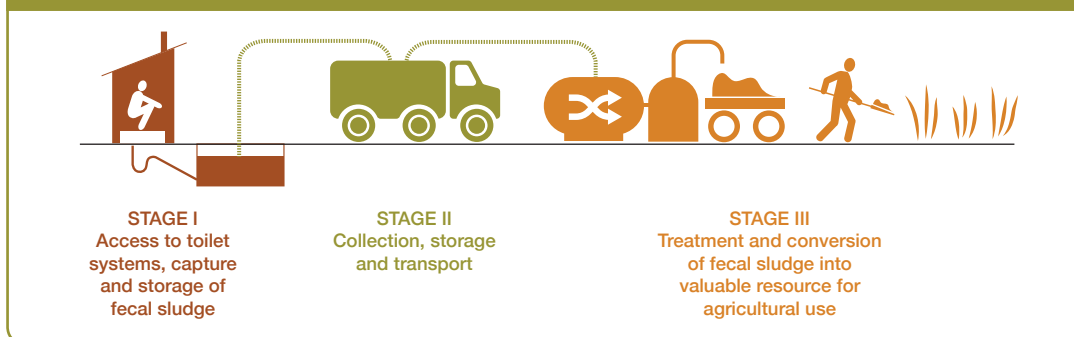 STAGE I
Access to toilet
systems, capture
and storage of
fecal sludge
STAGE II
Collection, storage
and transport
STAGE III
Treatment and conversion
of fecal sludge into
valuable resource for
agricultural use